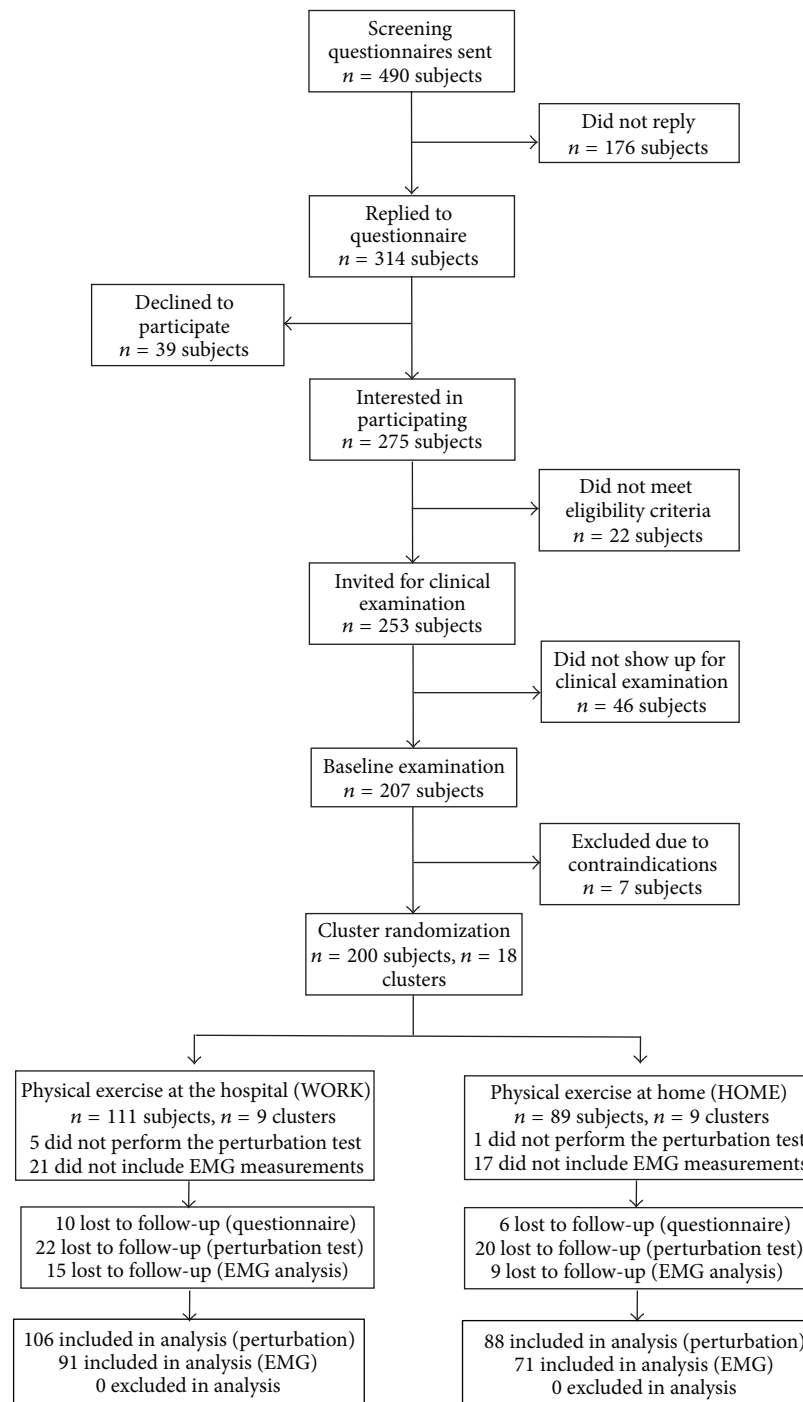 Screening
questionnaires sent
n = 490 subjects
Did not reply
n = 176 subjects
Replied to
questionnaire
n = 314 subjects
Declined to
participate
n = 39 subjects
Interested in
participating
n = 275 subjects
Did not meet
eligibility criteria
n = 22 subjects
Invited for clinical
examination
n = 253 subjects
Did not show up for
clinical examination
n = 46 subjects
Baseline examination
n = 207 subjects
Excluded due to
contraindications
n = 7 subjects
Cluster randomization
n = 200 subjects, n = 18
clusters
Physical exercise at the hospital (WORK)
n = 111 subjects, n = 9 clusters
5 did not perform the perturbation test
21 did not include EMG measurements
Physical exercise at home (HOME)
n = 89 subjects, n = 9 clusters
1 did not perform the perturbation test
17 did not include EMG measurements
10 lost to follow-up (questionnaire)
22 lost to follow-up (perturbation test)
15 lost to follow-up (EMG analysis)
6 lost to follow-up (questionnaire)
20 lost to follow-up (perturbation test)
9 lost to follow-up (EMG analysis)
106 included in analysis (perturbation)
91 included in analysis (EMG)
0 excluded in analysis
88 included in analysis (perturbation)
71 included in analysis (EMG)
0 excluded in analysis